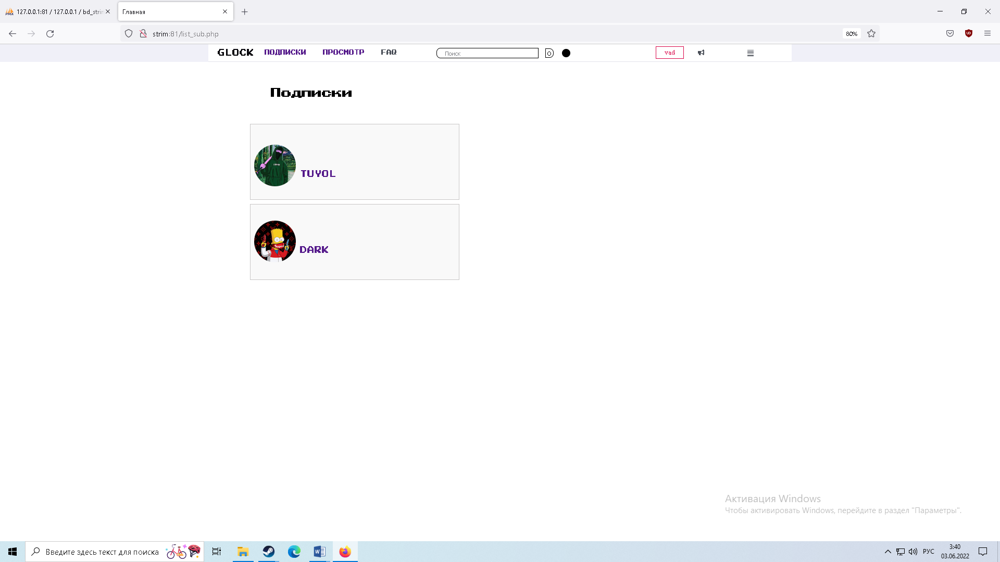 127.0.0.1:81 / 127.0.0.1 / bd_strim
Главная
strim:81/list_sub.php
80%
GLOCK ПОДПИСКИ ПРОСМОТР FAQ Поиск vad
Подписки
TUYOL
DARK
Активация Windows
Чтобы активировать Windows, перейдите в раздел "Параметры".
Введите здесь текст для поиска
РУС
3:40
03.06.2022